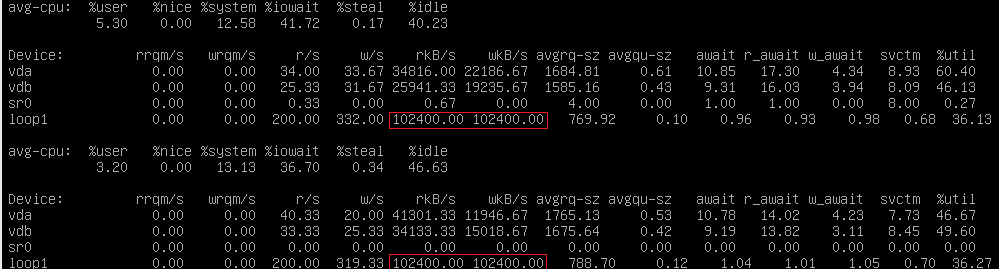 avg-cpu: %user %nice %system %iowait %steal %idle
5.30 0.00 12.58 41.72 0.17 40.23
Device: rrqm/s wrqm/s r/s w/s rkB/s wkB/s avgrq-sz avgqu-sz await r_await w_await svctm %util
vda 0.00 0.00 34.00 33.67 34816.00 22186.67 1684.81 0.61 10.85 17.30 4.34 8.93 60.40
vdb 0.00 0.00 25.33 31.67 25941.33 19235.67 1585.16 0.43 9.31 16.03 3.94 8.09 46.13
sr0 0.00 0.00 0.33 0.00 0.67 0.00 4.00 0.00 1.00 1.00 0.00 8.00 0.27
loop1 0.00 0.00 200.00 332.00 102400.00 102400.00 769.92 0.10 0.96 0.93 0.98 0.68 36.13
avg-cpu: %user %nice %system %iowait %steal %idle
3.20 0.00 13.13 36.70 0.34 46.63
Device: rrqm/s wrqm/s r/s w/s rkB/s wkB/s avgrq-sz avgqu-sz await r_await w_await svctm %util
vda 0.00 0.00 40.33 20.00 41301.33 11946.67 1765.13 0.53 10.78 14.02 4.23 7.73 46.67
vdb 0.00 0.00 33.33 25.33 34133.33 15018.67 1675.64 0.42 9.19 13.82 3.11 8.45 49.60
sr0 0.00 0.00 0.00 0.00 0.00 0.00 0.00 0.00 0.00 0.00 0.00 0.00 0.00
loop1 0.00 0.00 200.00 319.33 102400.00 102400.00 788.70 0.12 1.04 1.01 1.05 0.70 36.27